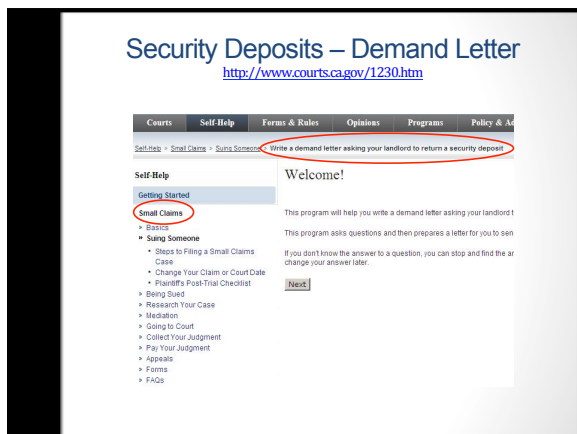 Security Deposits – Demand Letter
http://www.courts.ca.gov/1230.htm
Courts Self-Help Forms & Rules Opinions Programs Policy & Ad
Self-Help > Small Claims > Suing Someone > Write a demand letter asking your landlord to return a security deposit
Self-Help
Getting Started
Small Claims
» Basics
» Suing Someone
• Steps to Filing a Small Claims
Case
• Change Your Claim or Court Date
• Plaintiff's Post-Trial Checklist
» Being Sued
» Research Your Case
» Mediation
» Going to Court
» Collect Your Judgment
» Pay Your Judgment
» Appeals
» Forms
» FAQs
Welcome!
This program will help you write a demand letter asking your landlord t
This program asks questions and then prepares a letter for you to sen
If you don't know the answer to a question, you can stop and find the ar
change your answer later.
Next